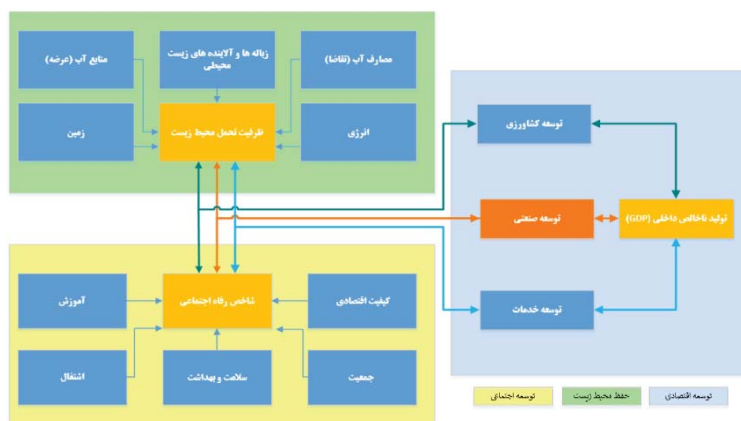 منابع آب (عرضه)
زباله ها و آلاینده های زیست
محیطی
مصارف آب (تقاضا)
زمین
ظرفیت تحمل محیط زیست
انرژی
توسعه کشاورزی
توسعه صنعتی
تولید ناخالص داخلی (GDP)
توسعه خدمات
آموزش
شاخص رفاه اجتماعی
کیفیت اقتصادی
اشتغال
سلامت و بهداشت
جمعیت
توسعه اجتماعی
حفظ محیط زیست
توسعه اقتصادی